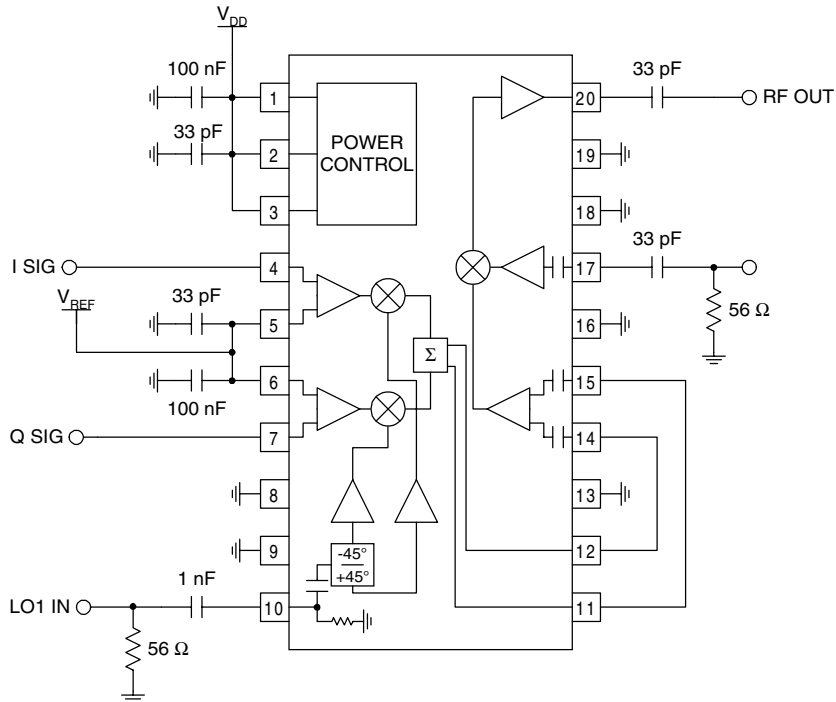 V_DD
100 nF
33 pF
1
2
3
POWER
CONTROL
20
33 pF
RF OUT
19
18
I SIG
4
17
33 pF
56 Ω
V_REF
33 pF
5
16
Σ
6
15
100 nF
Q SIG
7
14
8
13
9
12
-45°
+45°
1 nF
LO1 IN
10
11
56 Ω